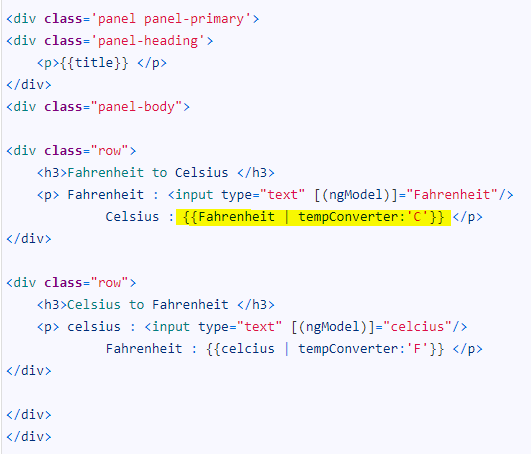 <div class='panel panel-primary'>
<div class='panel-heading'>
<p>{{title}} </p>
</div>
<div class="panel-body">
<div class="row">
<h3>Fahrenheit to Celsius </h3>
<p> Fahrenheit : <input type="text" [(ngModel)]="Fahrenheit"/>
Celsius : {{Fahrenheit | tempConverter:'C'}} </p>
</div>
<div class="row">
<h3>Celsius to Fahrenheit </h3>
<p> celsius : <input type="text" [(ngModel)]="celcius"/>
Fahrenheit : {{celcius | tempConverter:'F'}} </p>
</div>
</div>
</div>